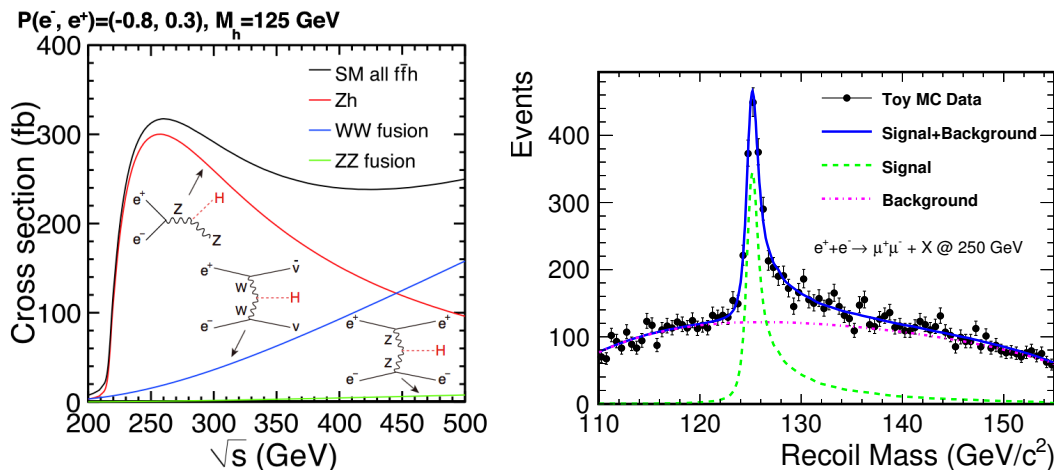 P(e⁻, e⁺)=(-0.8, 0.3), M_h=125 GeV
Cross section (fb)
400
300
200
100
0
SM all ff̄h
Zh
WW fusion
ZZ fusion
e⁺
e⁻
Z
H
Z
e⁺
ν̄
W
H
W
e⁻
ν
e⁺
e⁺
Z
H
Z
e⁻
e⁻
200 250 300 350 400 450 500
√s (GeV)
Events
400
300
200
100
0
Toy MC Data
Signal+Background
Signal
Background
e⁺+e⁻→ μ⁺μ⁻ + X @ 250 GeV
110 120 130 140 150
Recoil Mass (GeV/c²)